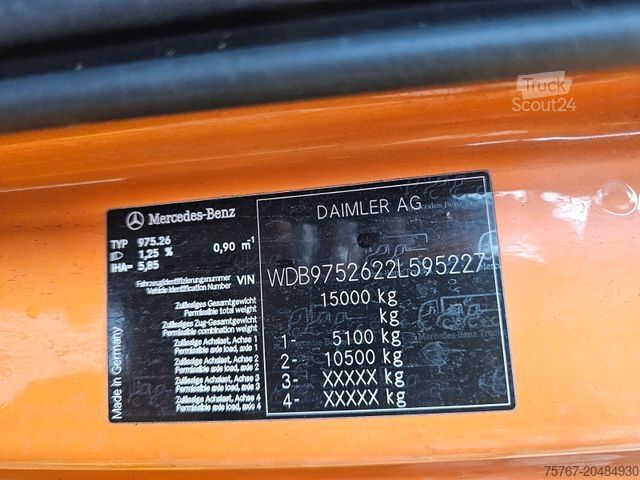 Truck
Scout24
Mercedes-Benz
TYP 975.26
1,25 % 0,90 m-1
IHA= 5,85
Fahrzeugidentifizierungsnummer
Vehicle Identification Number VIN
Zulässiges Gesamtgewicht
Permissible total weight
Zulässiges Zug-Gesamtgewicht
Permissible combination weight
Zulässige Achslast, Achse 1
Permissible axle load, axle 1
Zulässige Achslast, Achse 2
Permissible axle load, axle 2
Zulässige Achslast, Achse 3
Permissible axle load, axle 3
Zulässige Achslast, Achse 4
Permissible axle load, axle 4
Made in Germany
DAIMLER AG
WDB9752622L595227
15000 kg
kg
1- 5100 kg
2- 10500 kg
3- XXXXX kg
4- XXXXX kg
75767-20484930